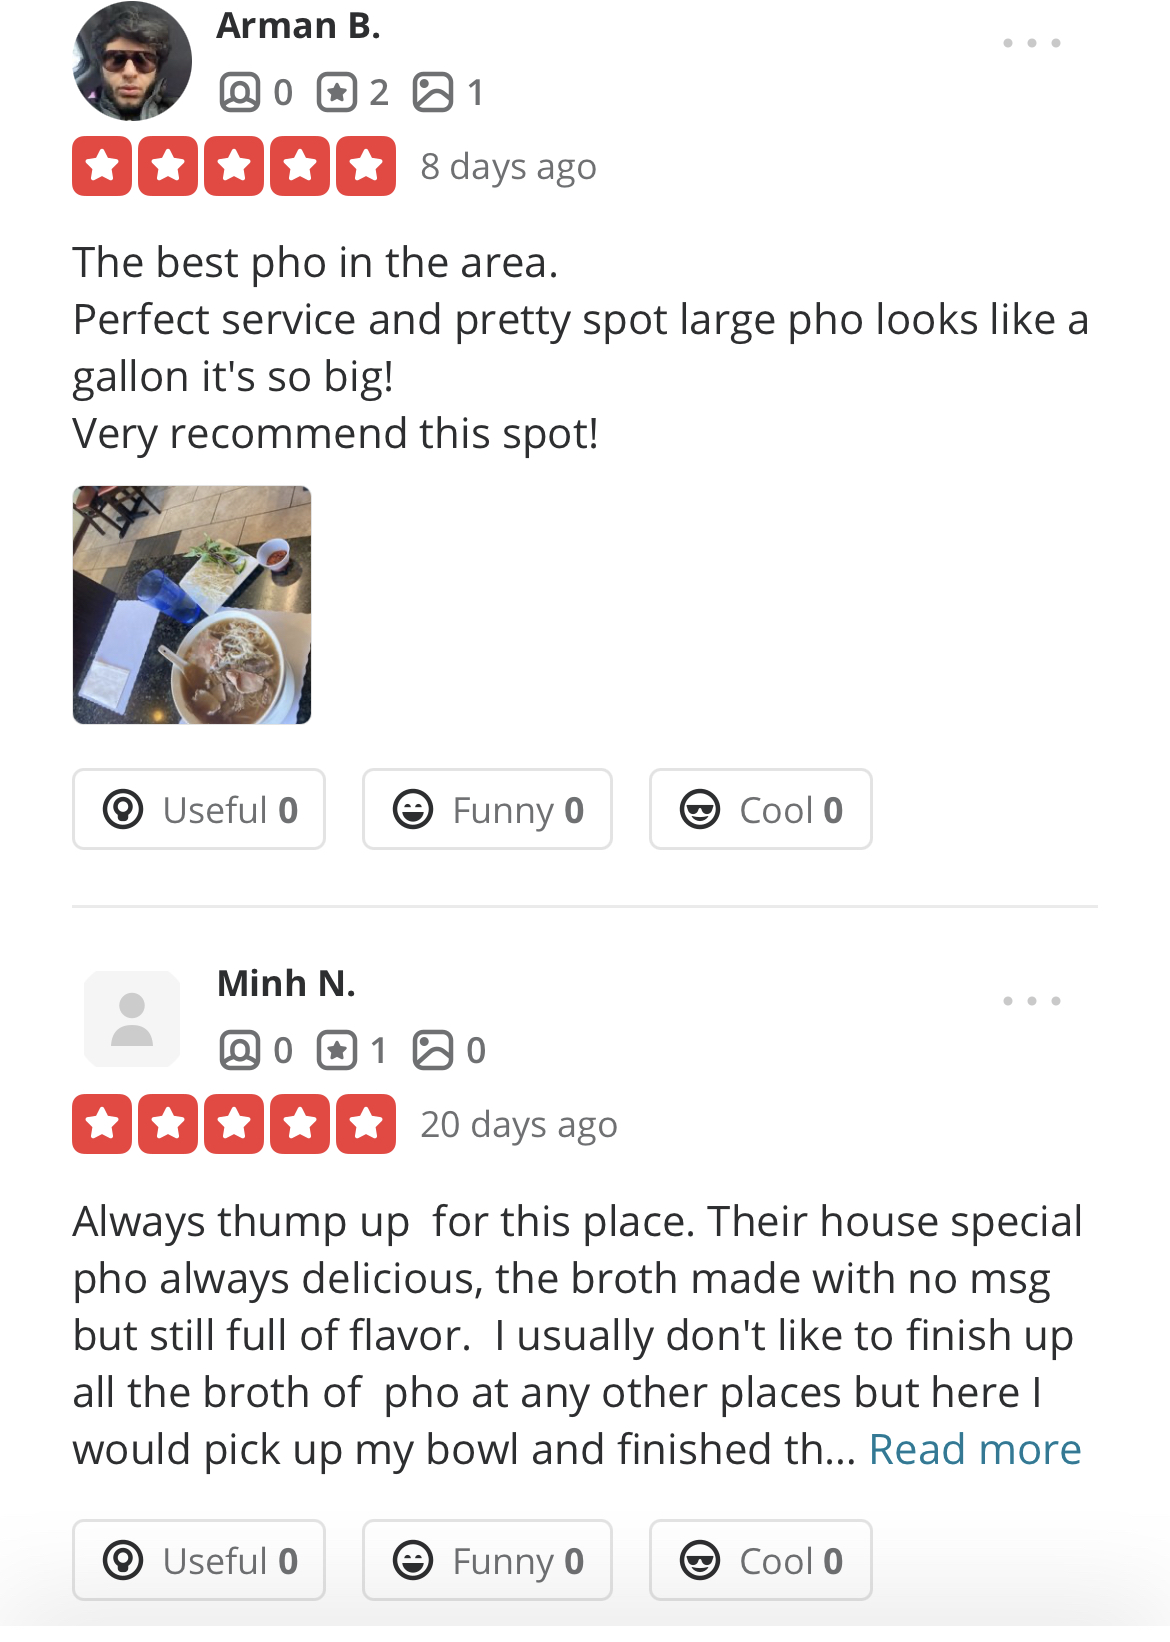 Arman B.
0 2 1
8 days ago
The best pho in the area.
Perfect service and pretty spot large pho looks like a
gallon it's so big!
Very recommend this spot!
Useful 0 Funny 0 Cool 0
Minh N.
0 1 0
20 days ago
Always thump up  for this place. Their house special
pho always delicious, the broth made with no msg
but still full of flavor.  I usually don't like to finish up
all the broth of  pho at any other places but here I
would pick up my bowl and finished th... Read more
Useful 0 Funny 0 Cool 0